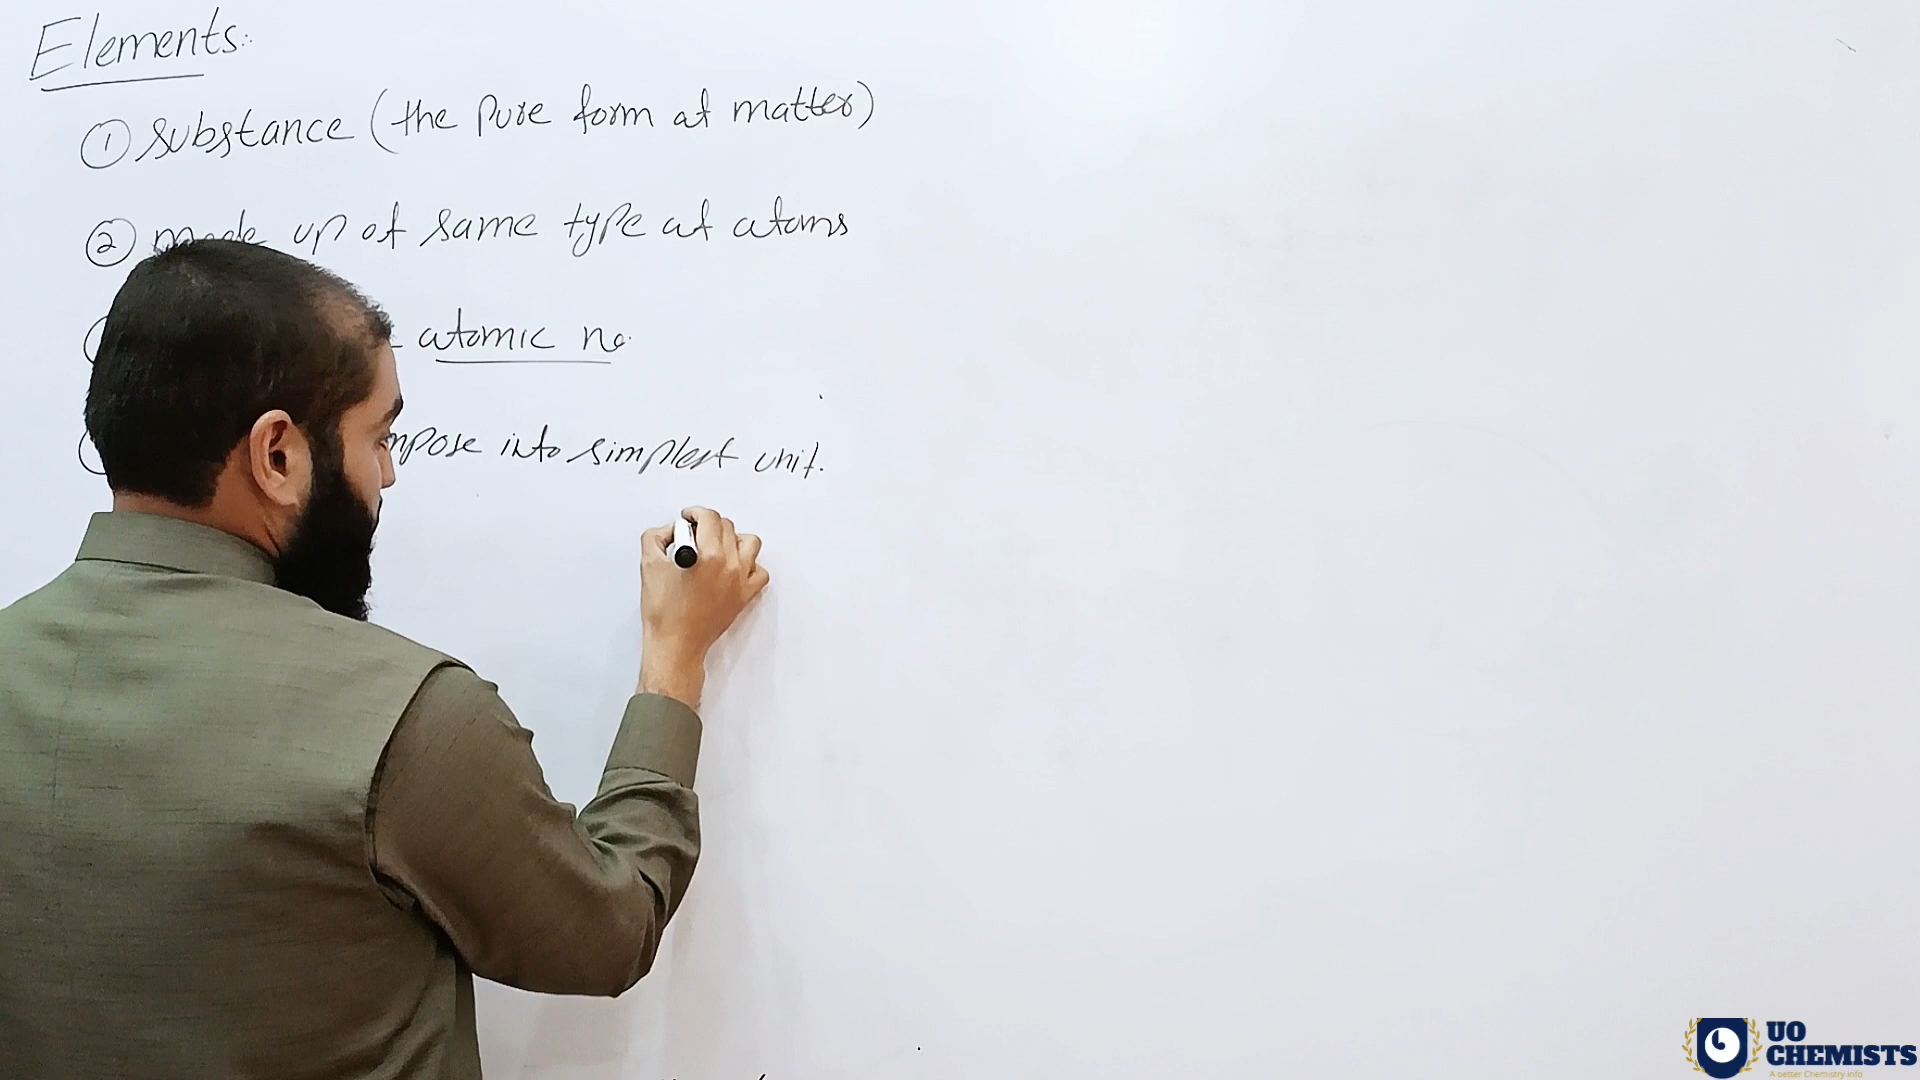 Elements:
① substance (the pure form of matter)
② made up of same type of atoms
atomic no.
mpose into simplest unit.
UO
CHEMISTS
A better Chemistry info